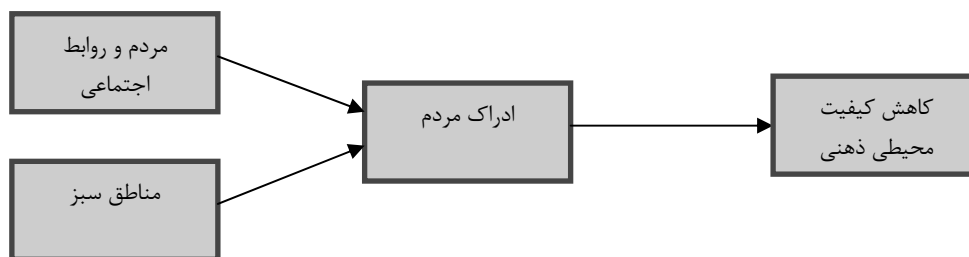 مردم و روابط
اجتماعی
مناطق سبز
ادراک مردم
کاهش کیفیت
محیطی ذهنی